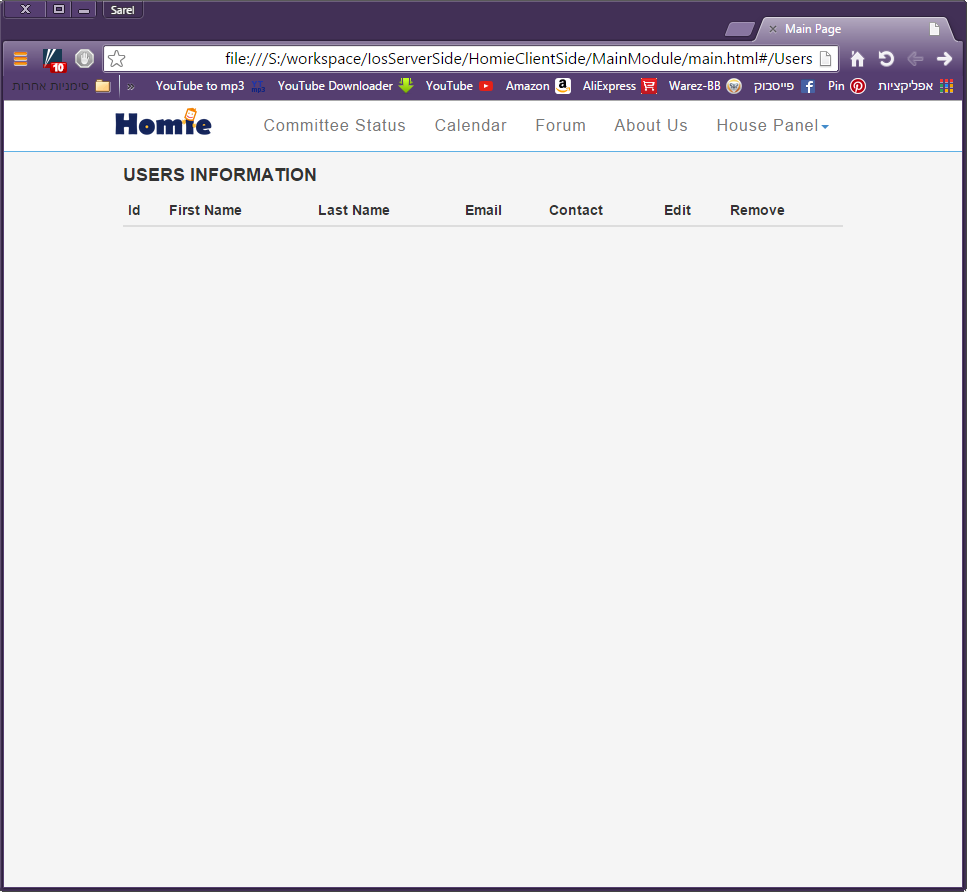 X Sarel
Main Page
file:///S:/workspace/IosServerSide/HomieClientSide/MainModule/main.html#/Users
10
סימניות אחרות » YouTube to mp3 mp3 YouTube Downloader YouTube Amazon a AliExpress Warez-BB פייסבוק f Pin אפליקציות
Homie Committee Status Calendar Forum About Us House Panel
USERS INFORMATION
Id First Name Last Name Email Contact Edit Remove